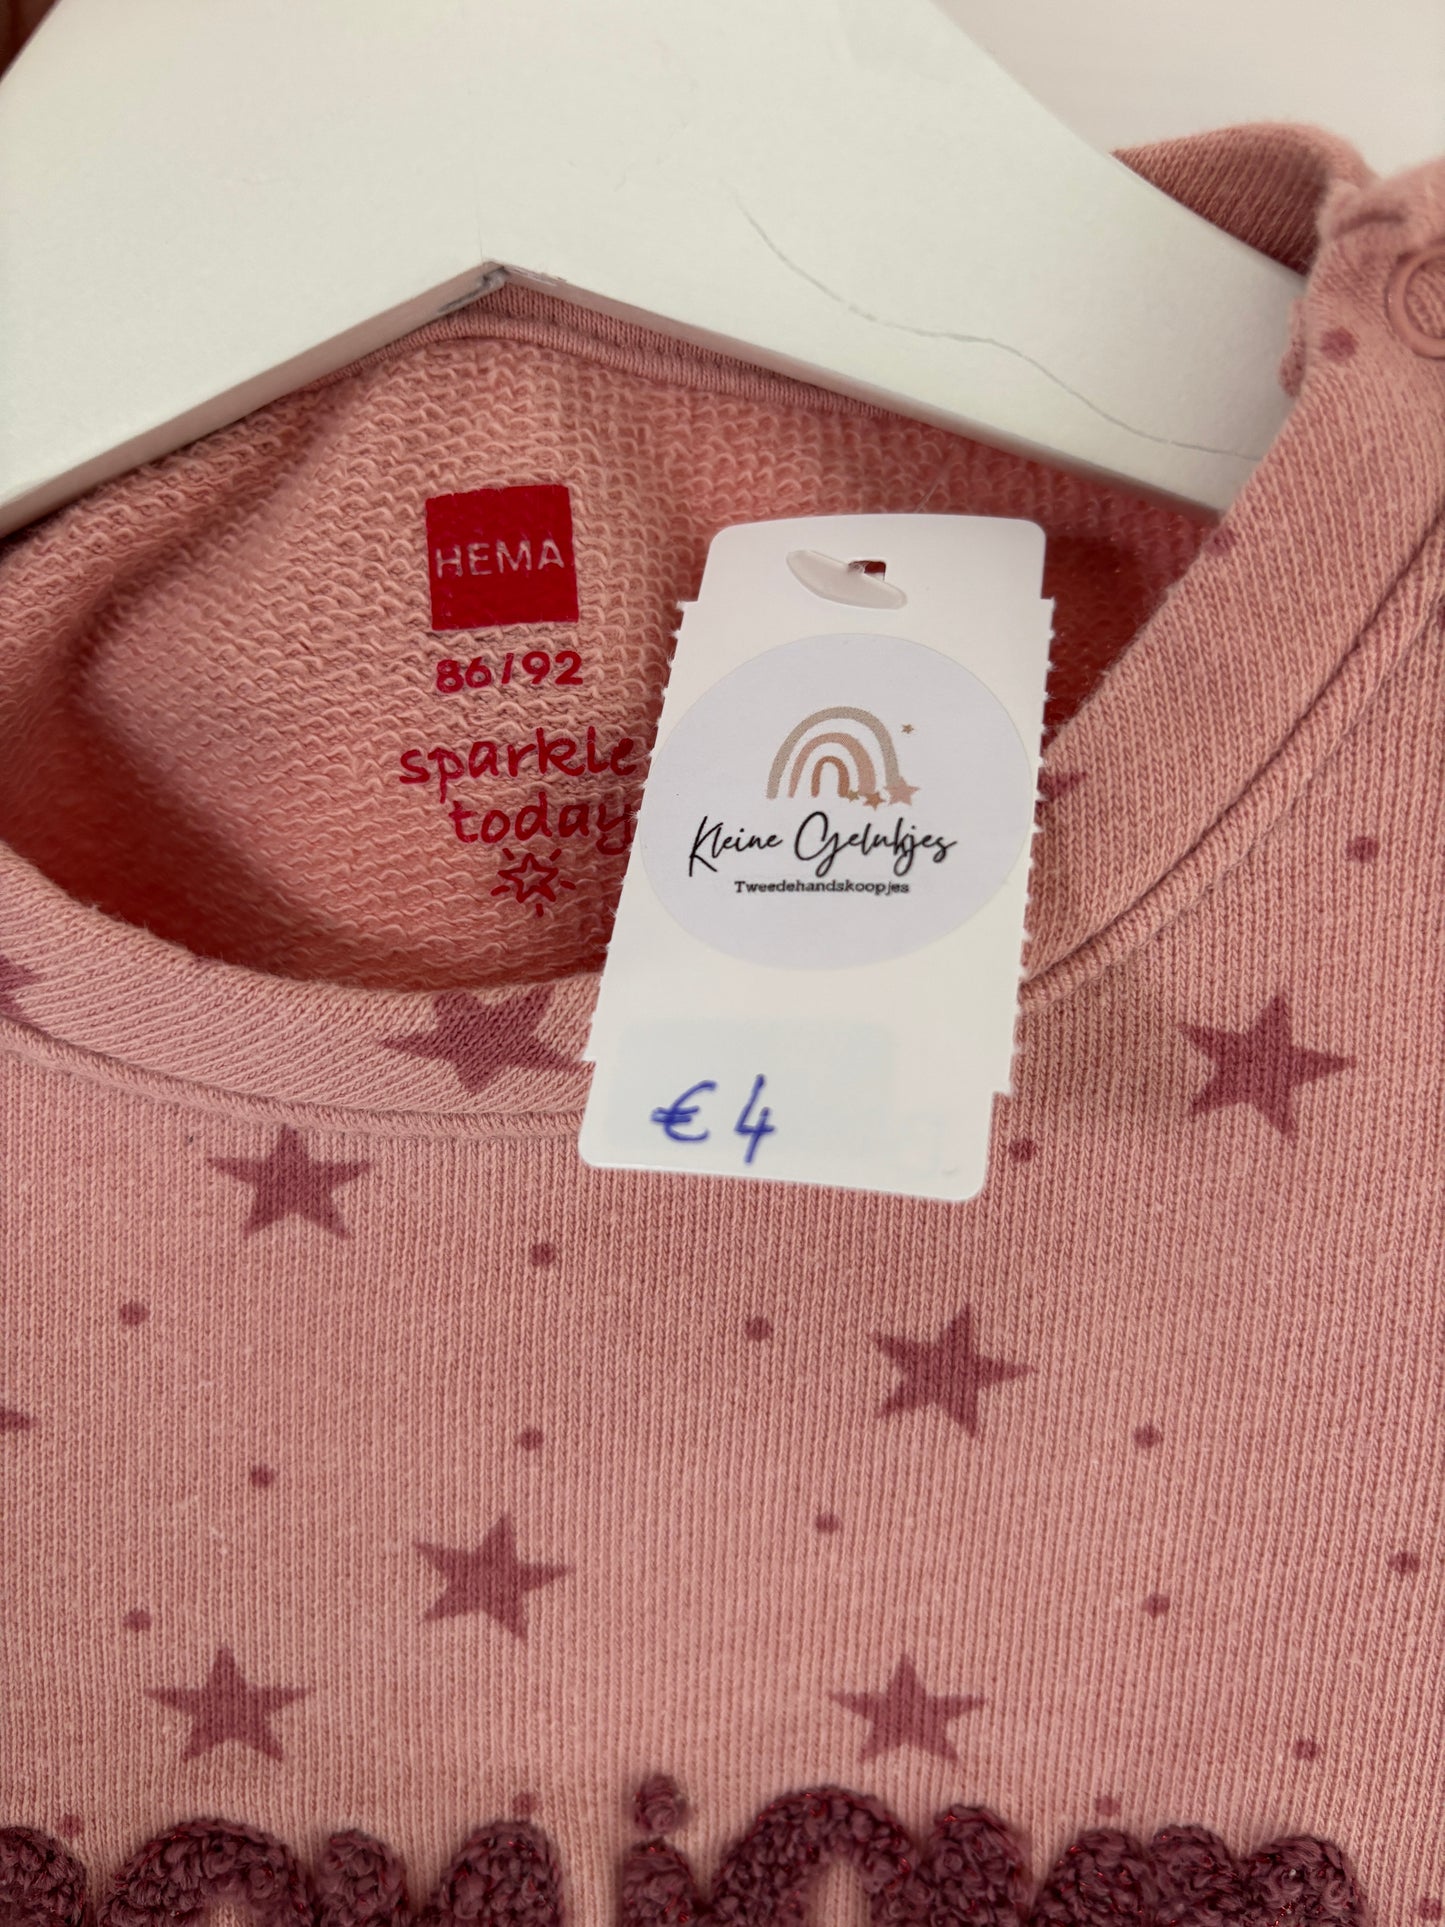 HEMA
86/92
sparkle
today
Kleine Gelukjes
Tweedehandskoopjes
€ 4